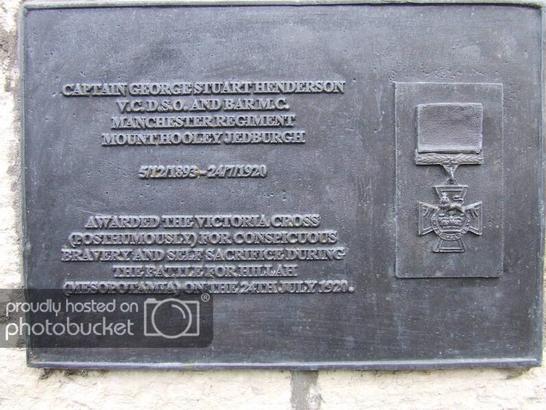 CAPTAIN GEORGE STUART HENDERSON
V.C. D.S.O. AND BAR M.C.
MANCHESTER REGIMENT
MOUNT HOOLEY JEDBURGH
5/12/1893 - 24/7/1920
AWARDED THE VICTORIA CROSS
(POSTHUMOUSLY) FOR CONSPICUOUS
BRAVERY AND SELF SACRIFICE DURING
THE BATTLE FOR HILLAH
(MESOPOTAMIA) ON THE 24TH JULY 1920.
proudly hosted on
photobucket®